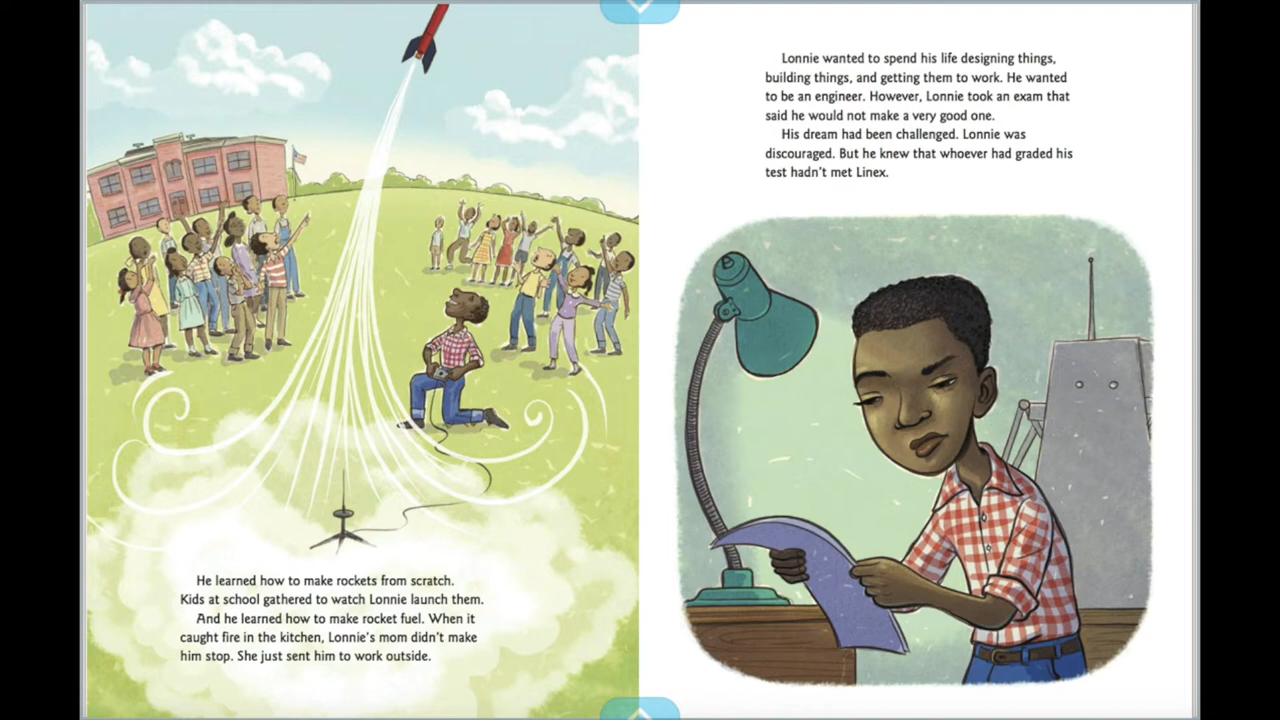 He learned how to make rockets from scratch.
Kids at school gathered to watch Lonnie launch them.
And he learned how to make rocket fuel. When it
caught fire in the kitchen, Lonnie's mom didn't make
him stop. She just sent him to work outside.
Lonnie wanted to spend his life designing things,
building things, and getting them to work. He wanted
to be an engineer. However, Lonnie took an exam that
said he would not make a very good one.
His dream had been challenged. Lonnie was
discouraged. But he knew that whoever had graded his
test hadn't met Linex.